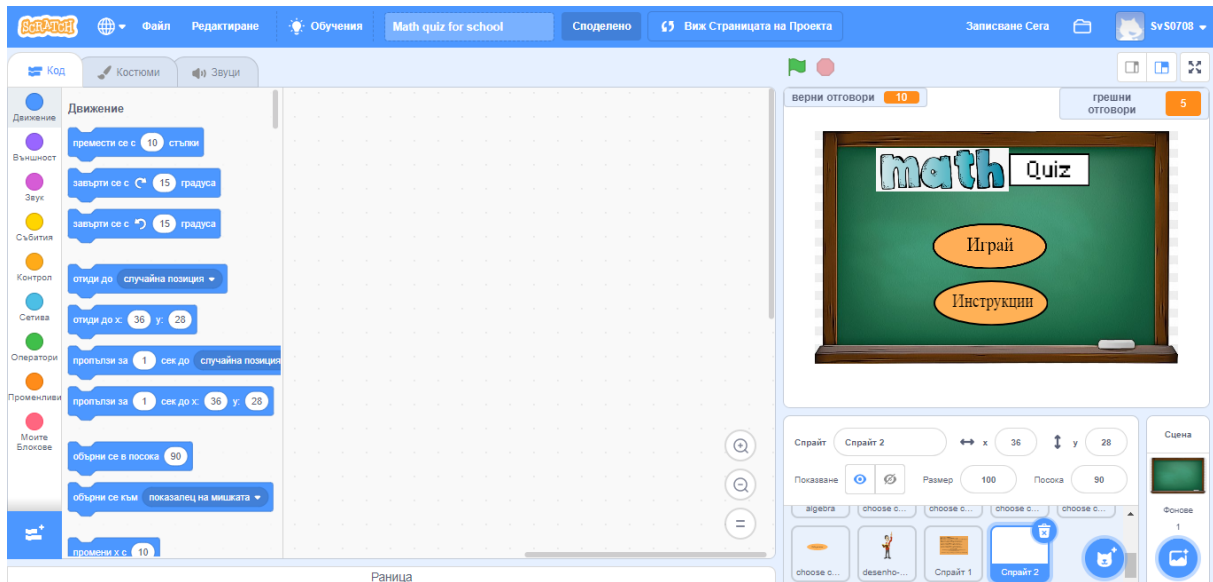 SCRATCH Файл Редактиране Обучения Math quiz for school Споделено Виж Страницата на Проекта Записване Сега SvS0708
Код Костюми Звуци
Движение
Външност
Звук
Събития
Контрол
Сетива
Оператори
Променливи
Моите
Блокове
Движение
премести се с 10 стъпки
завърти се с 15 градуса
завърти се с 15 градуса
отиди до случайна позиция
отиди до x: 36 y: 28
пропълзи за 1 сек до случайна позиция
пропълзи за 1 сек до x: 36 y: 28
обърни се в посока 90
обърни се към показалец на мишката
промени x с 10
Раница
верни отговори 10
грешни
отговори 5
math Quiz
Играй
Инструкции
Спрайт Спрайт 2 x 36 y 28
Показване Размер 100 Посока 90
algebra choose c... choose c... choose c... choose c...
choose c... desenho-... Спрайт 1 Спрайт 2
Сцена
Фонове
1